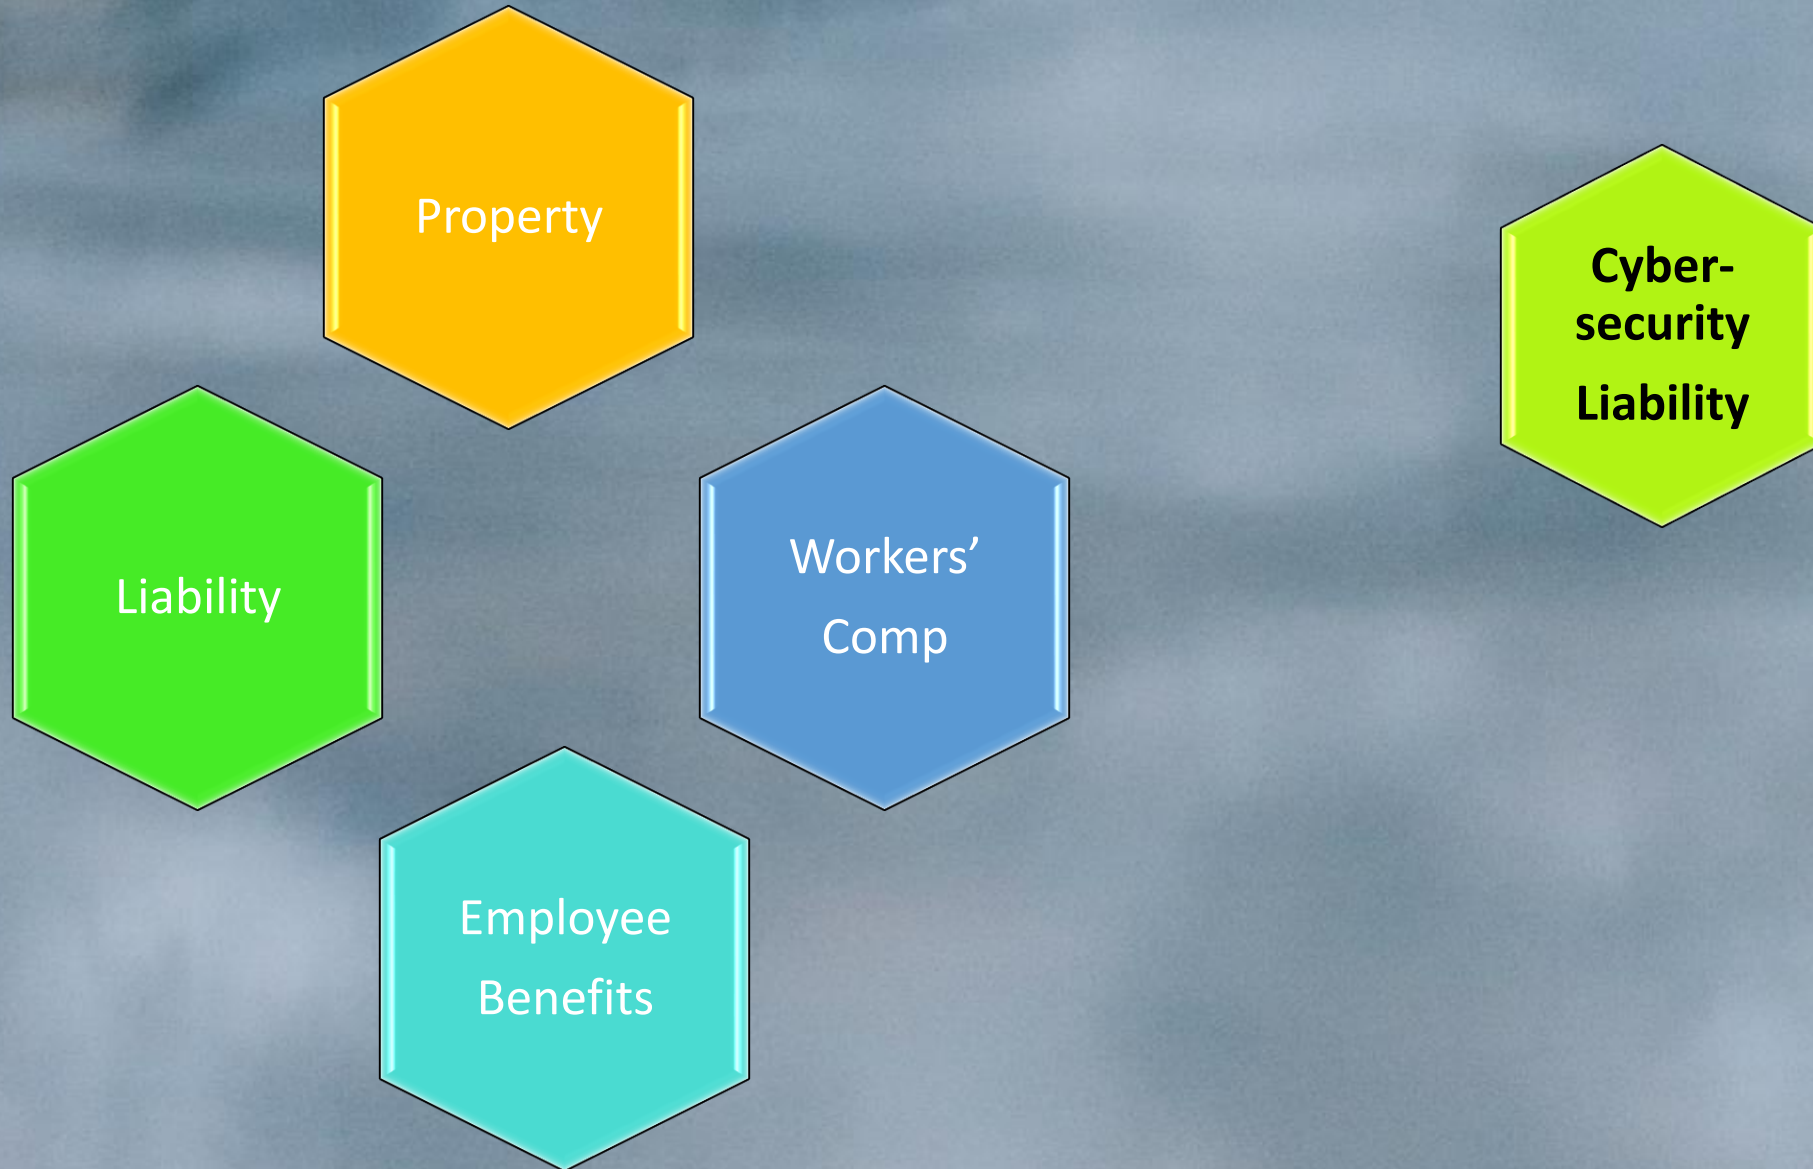 Property
Cyber-
security
Liability
Liability
Workers’
Comp
Employee
Benefits